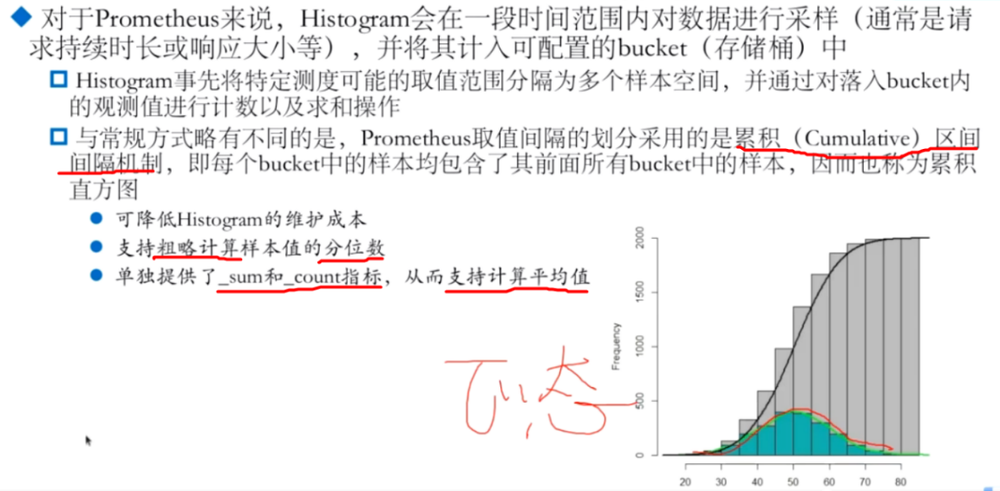 对于Prometheus来说，Histogram会在一段时间范围内对数据进行采样（通常是请
求持续时长或响应大小等），并将其计入可配置的bucket（存储桶）中
Histogram事先将特定测度可能的取值范围分隔为多个样本空间，并通过对落入bucket内
的观测值进行计数以及求和操作
与常规方式略有不同的是，Prometheus取值间隔的划分采用的是累积（Cumulative）区间
间隔机制，即每个bucket中的样本均包含了其前面所有bucket中的样本，因而也称为累积
直方图
可降低Histogram的维护成本
支持粗略计算样本值的分位数
单独提供了_sum和_count指标，从而支持计算平均值
Frequency
2000
1500
1000
500
0
20 30 40 50 60 70 80